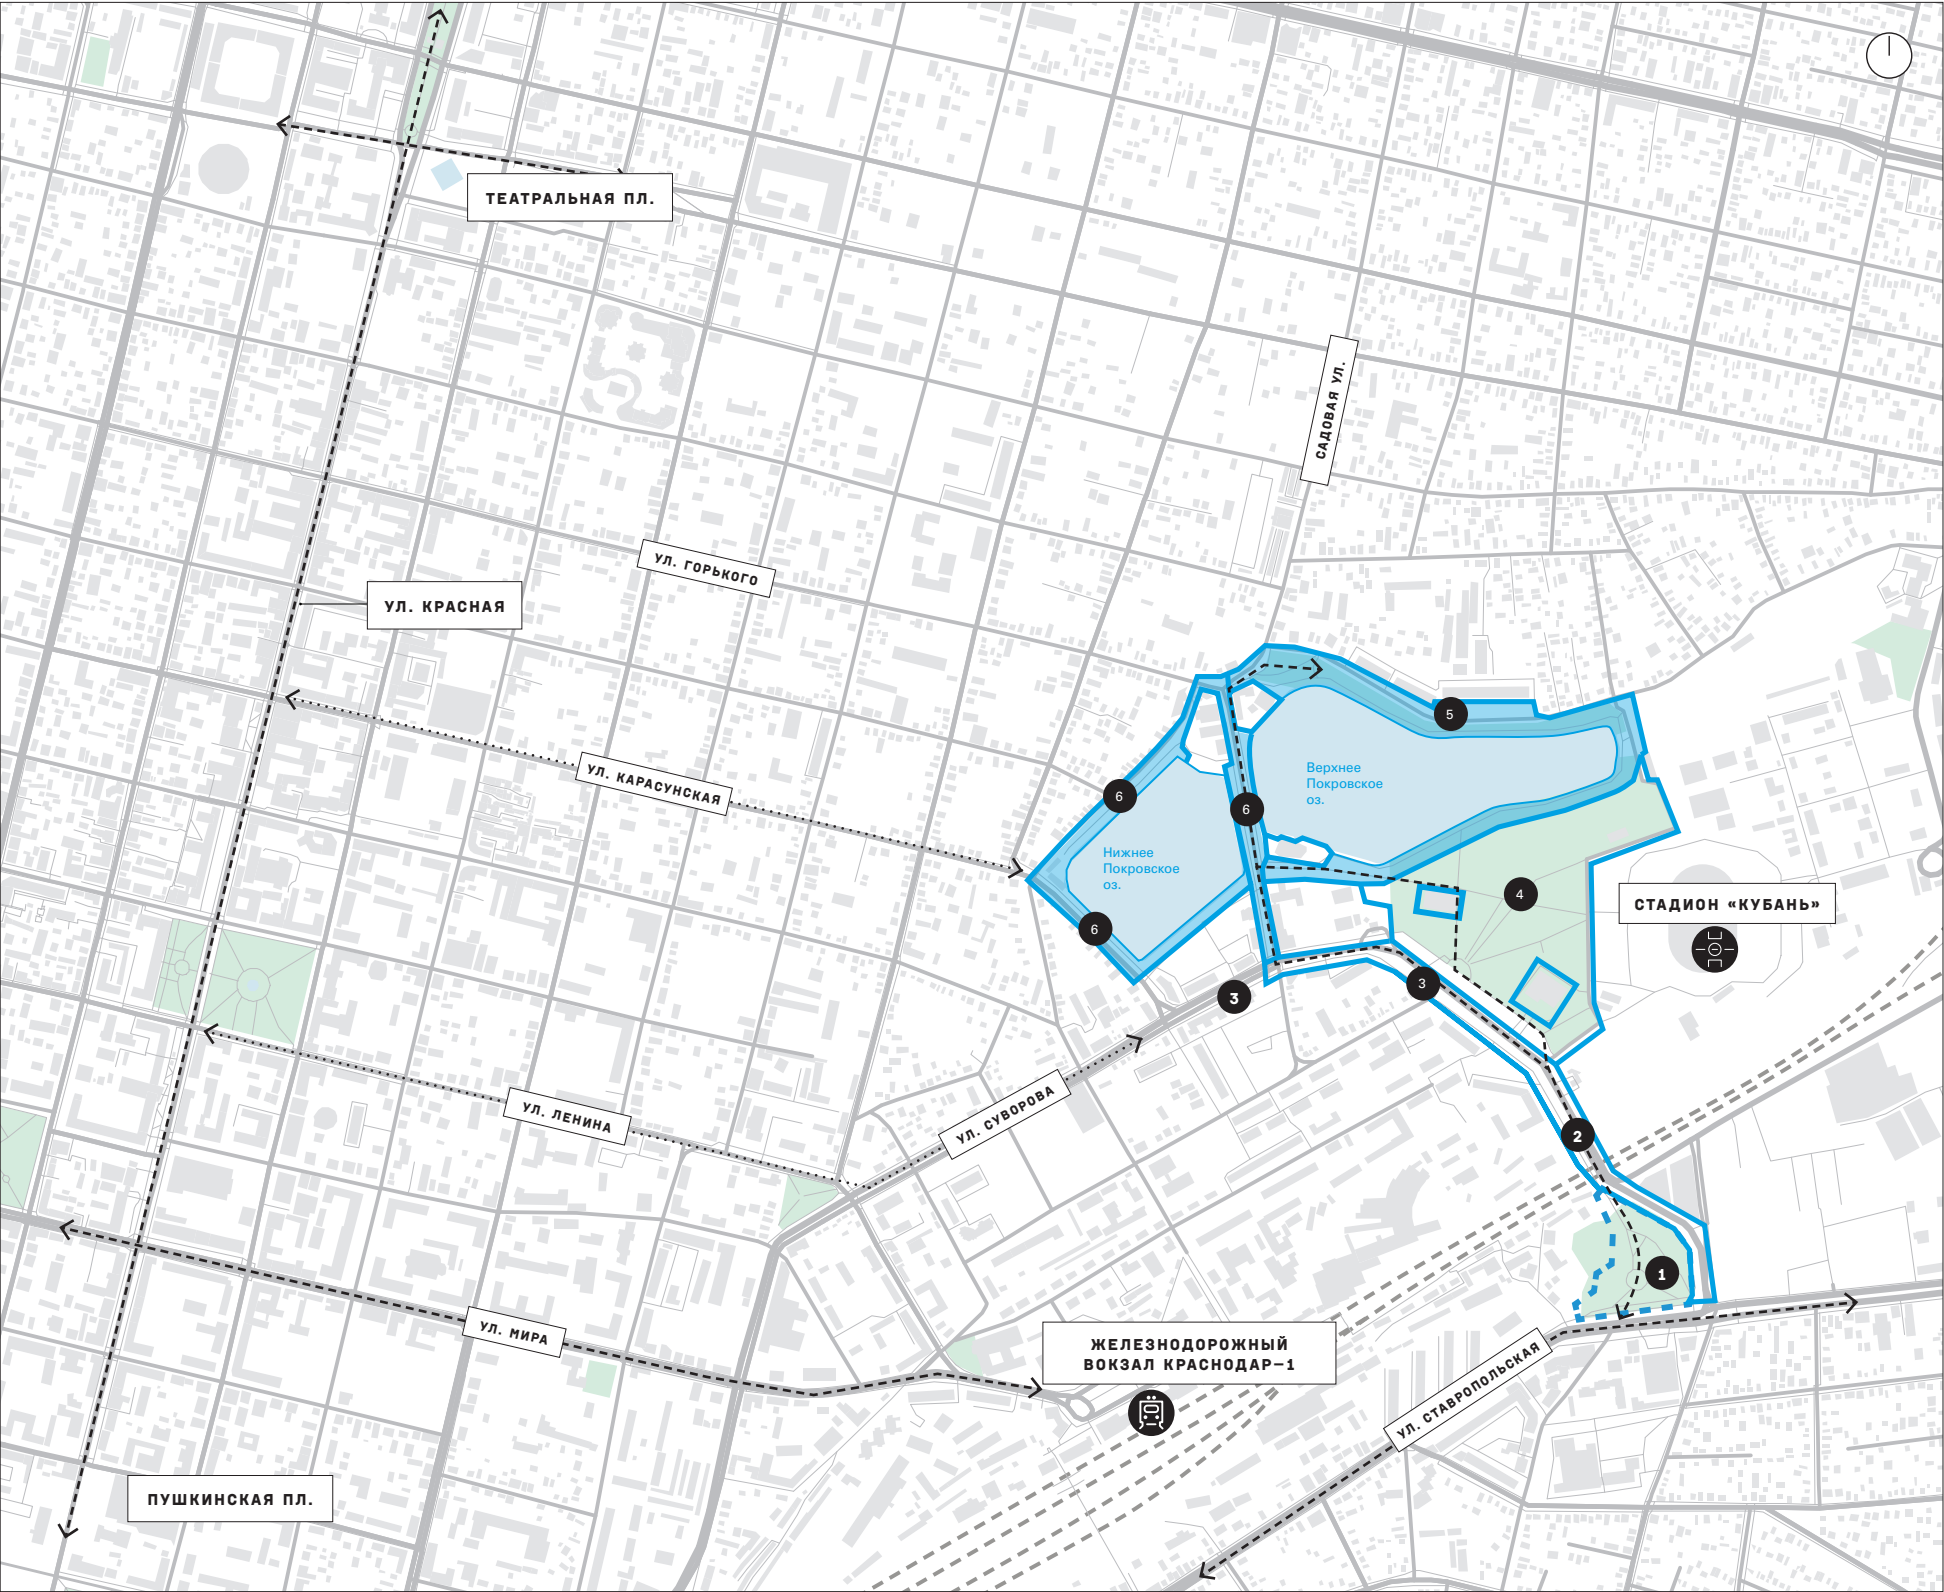 ТЕАТРАЛЬНАЯ ПЛ.
САДОВАЯ УЛ.
УЛ. ГОРЬКОГО
УЛ. КРАСНАЯ
УЛ. КАРАСУНСКАЯ
5
6
6
Верхнее
Покровское
оз.
Нижнее
Покровское
оз.
4
СТАДИОН «КУБАНЬ»
6
3
3
УЛ. ЛЕНИНА
УЛ. СУВОРОВА
2
1
УЛ. МИРА
ЖЕЛЕЗНОДОРОЖНЫЙ
ВОКЗАЛ КРАСНОДАР–1
УЛ. СТАВРОПОЛЬСКАЯ
ПУШКИНСКАЯ ПЛ.